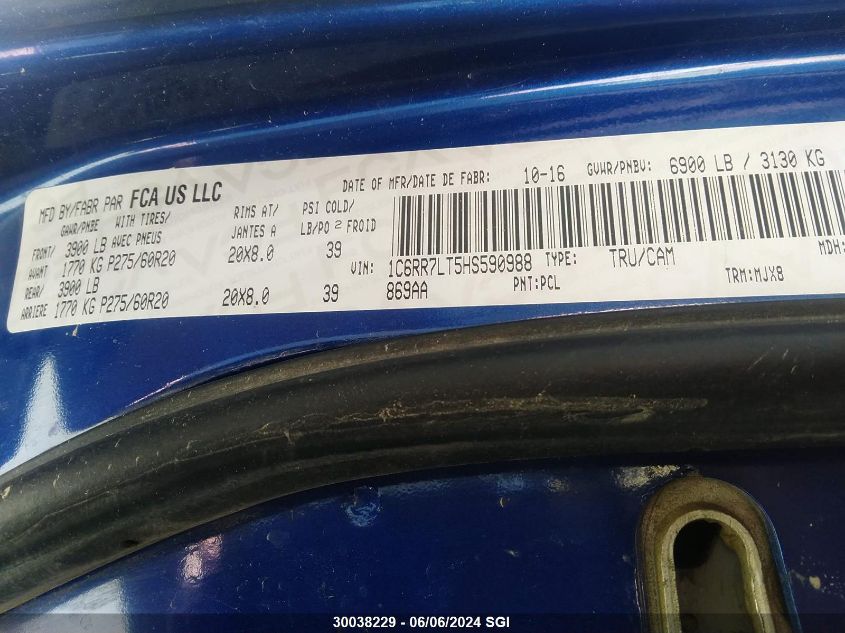 MFD BY/FABR PAR FCA US LLC DATE OF MFR/DATE DE FABR: 10-16 GVWR/PNBV: 6900 LB / 3130 KG
GAWR/PNBE WITH TIRES/ RIMS AT/ PSI COLD/
AVEC PNEUS JANTES A LB/PO 2 FROID
FRONT/ 3900 LB
AVANT 1770 KG P275/60R20 20X8.0 39
REAR/ 3900 LB
ARRIERE 1770 KG P275/60R20 20X8.0 39
VIN: 1C6RR7LT5HS590988 TYPE: TRU/CAM MDH:
869AA PNT:PCL TRM:MJX8
30038229 - 06/06/2024 SGI